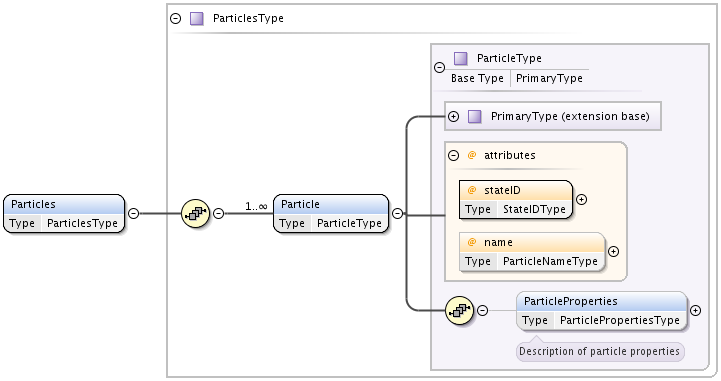 ParticlesType
ParticleType
Base Type PrimaryType
PrimaryType (extension base)
@ attributes
@ stateID
Type StateIDType
@ name
Type ParticleNameType
Particles
Type ParticlesType
1..∞
Particle
Type ParticleType
ParticleProperties
Type ParticlePropertiesType
Description of particle properties